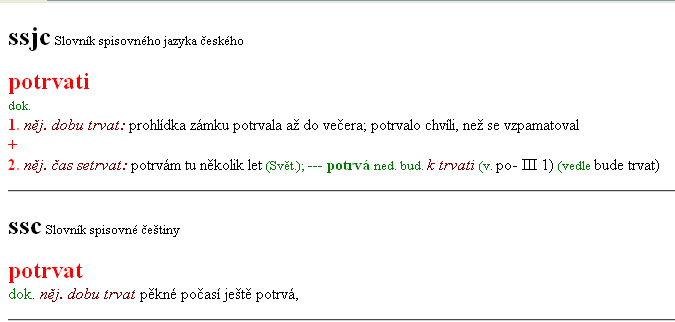 ssjc Slovník spisovného jazyka českého
potrvati
dok.
1. něj. dobu trvat: prohlídka zámku potrvala až do večera; potrvalo chvíli, než se vzpamatoval
+
2. něj. čas setrvat: potrvám tu několik let (Svět.); --- potrvá ned. bud. k trvati (v. po- III 1) (vedle bude trvat)
ssc Slovník spisovné češtiny
potrvat
dok. něj. dobu trvat pěkné počasí ještě potrvá,